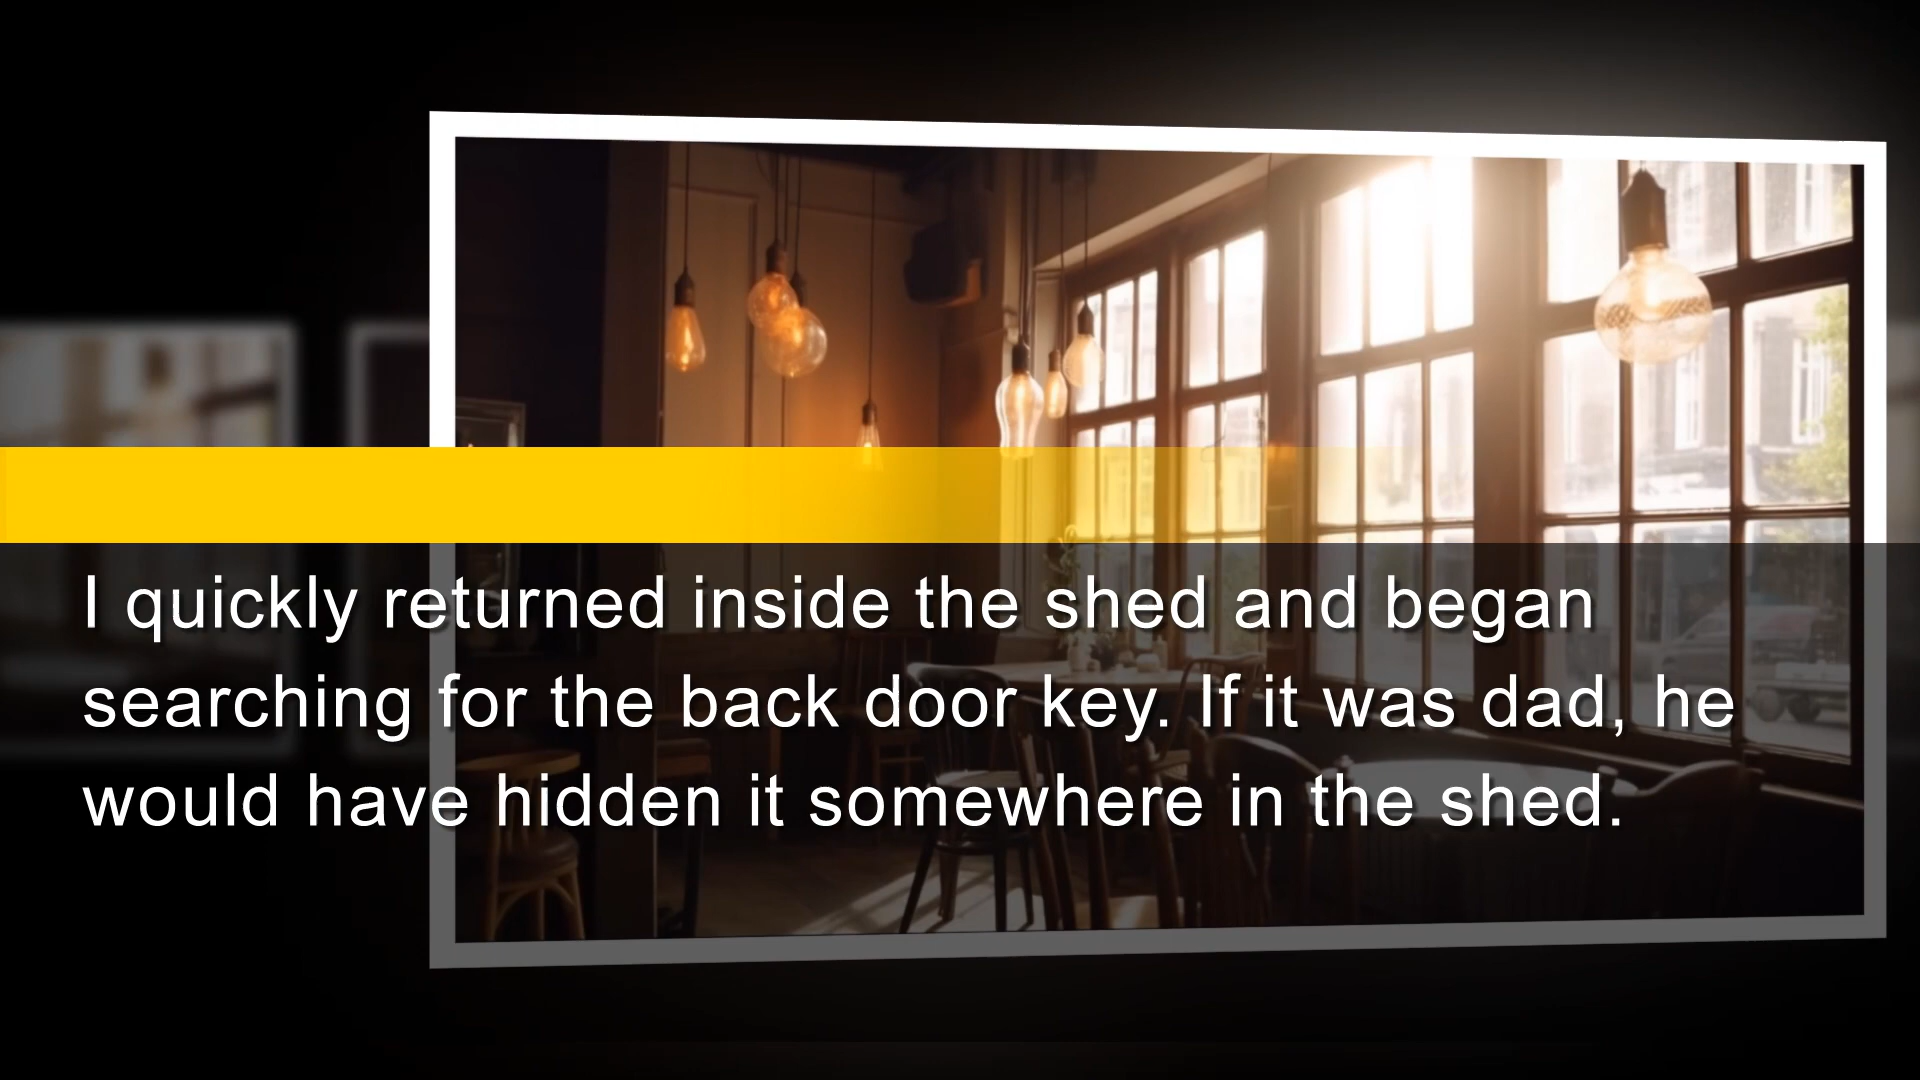 I quickly returned inside the shed and began
searching for the back door key. If it was dad, he
would have hidden it somewhere in the shed.